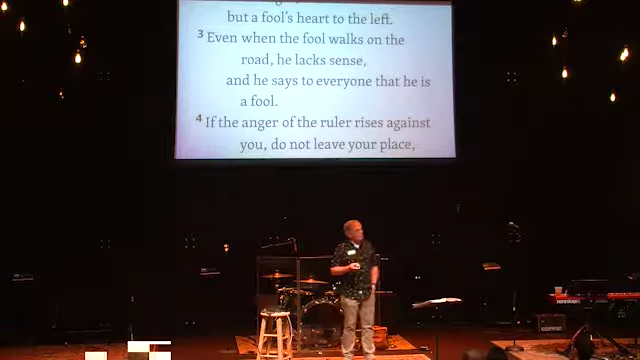 but a fool's heart to the left.
3 Even when the fool walks on the
road, he lacks sense,
and he says to everyone that he is
a fool.
4 If the anger of the ruler rises against
you, do not leave your place,
nord stage